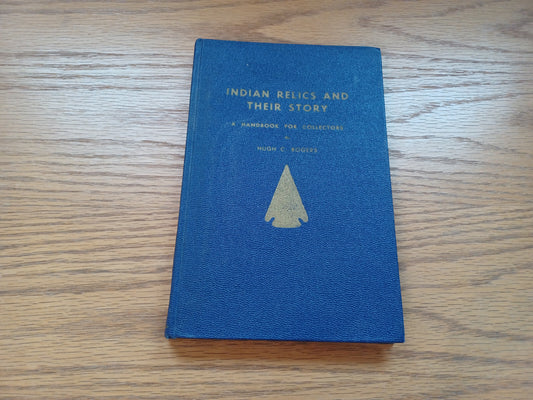 INDIAN RELICS AND
THEIR STORY
A HANDBOOK FOR COLLECTORS
HUGH C. ROGERS